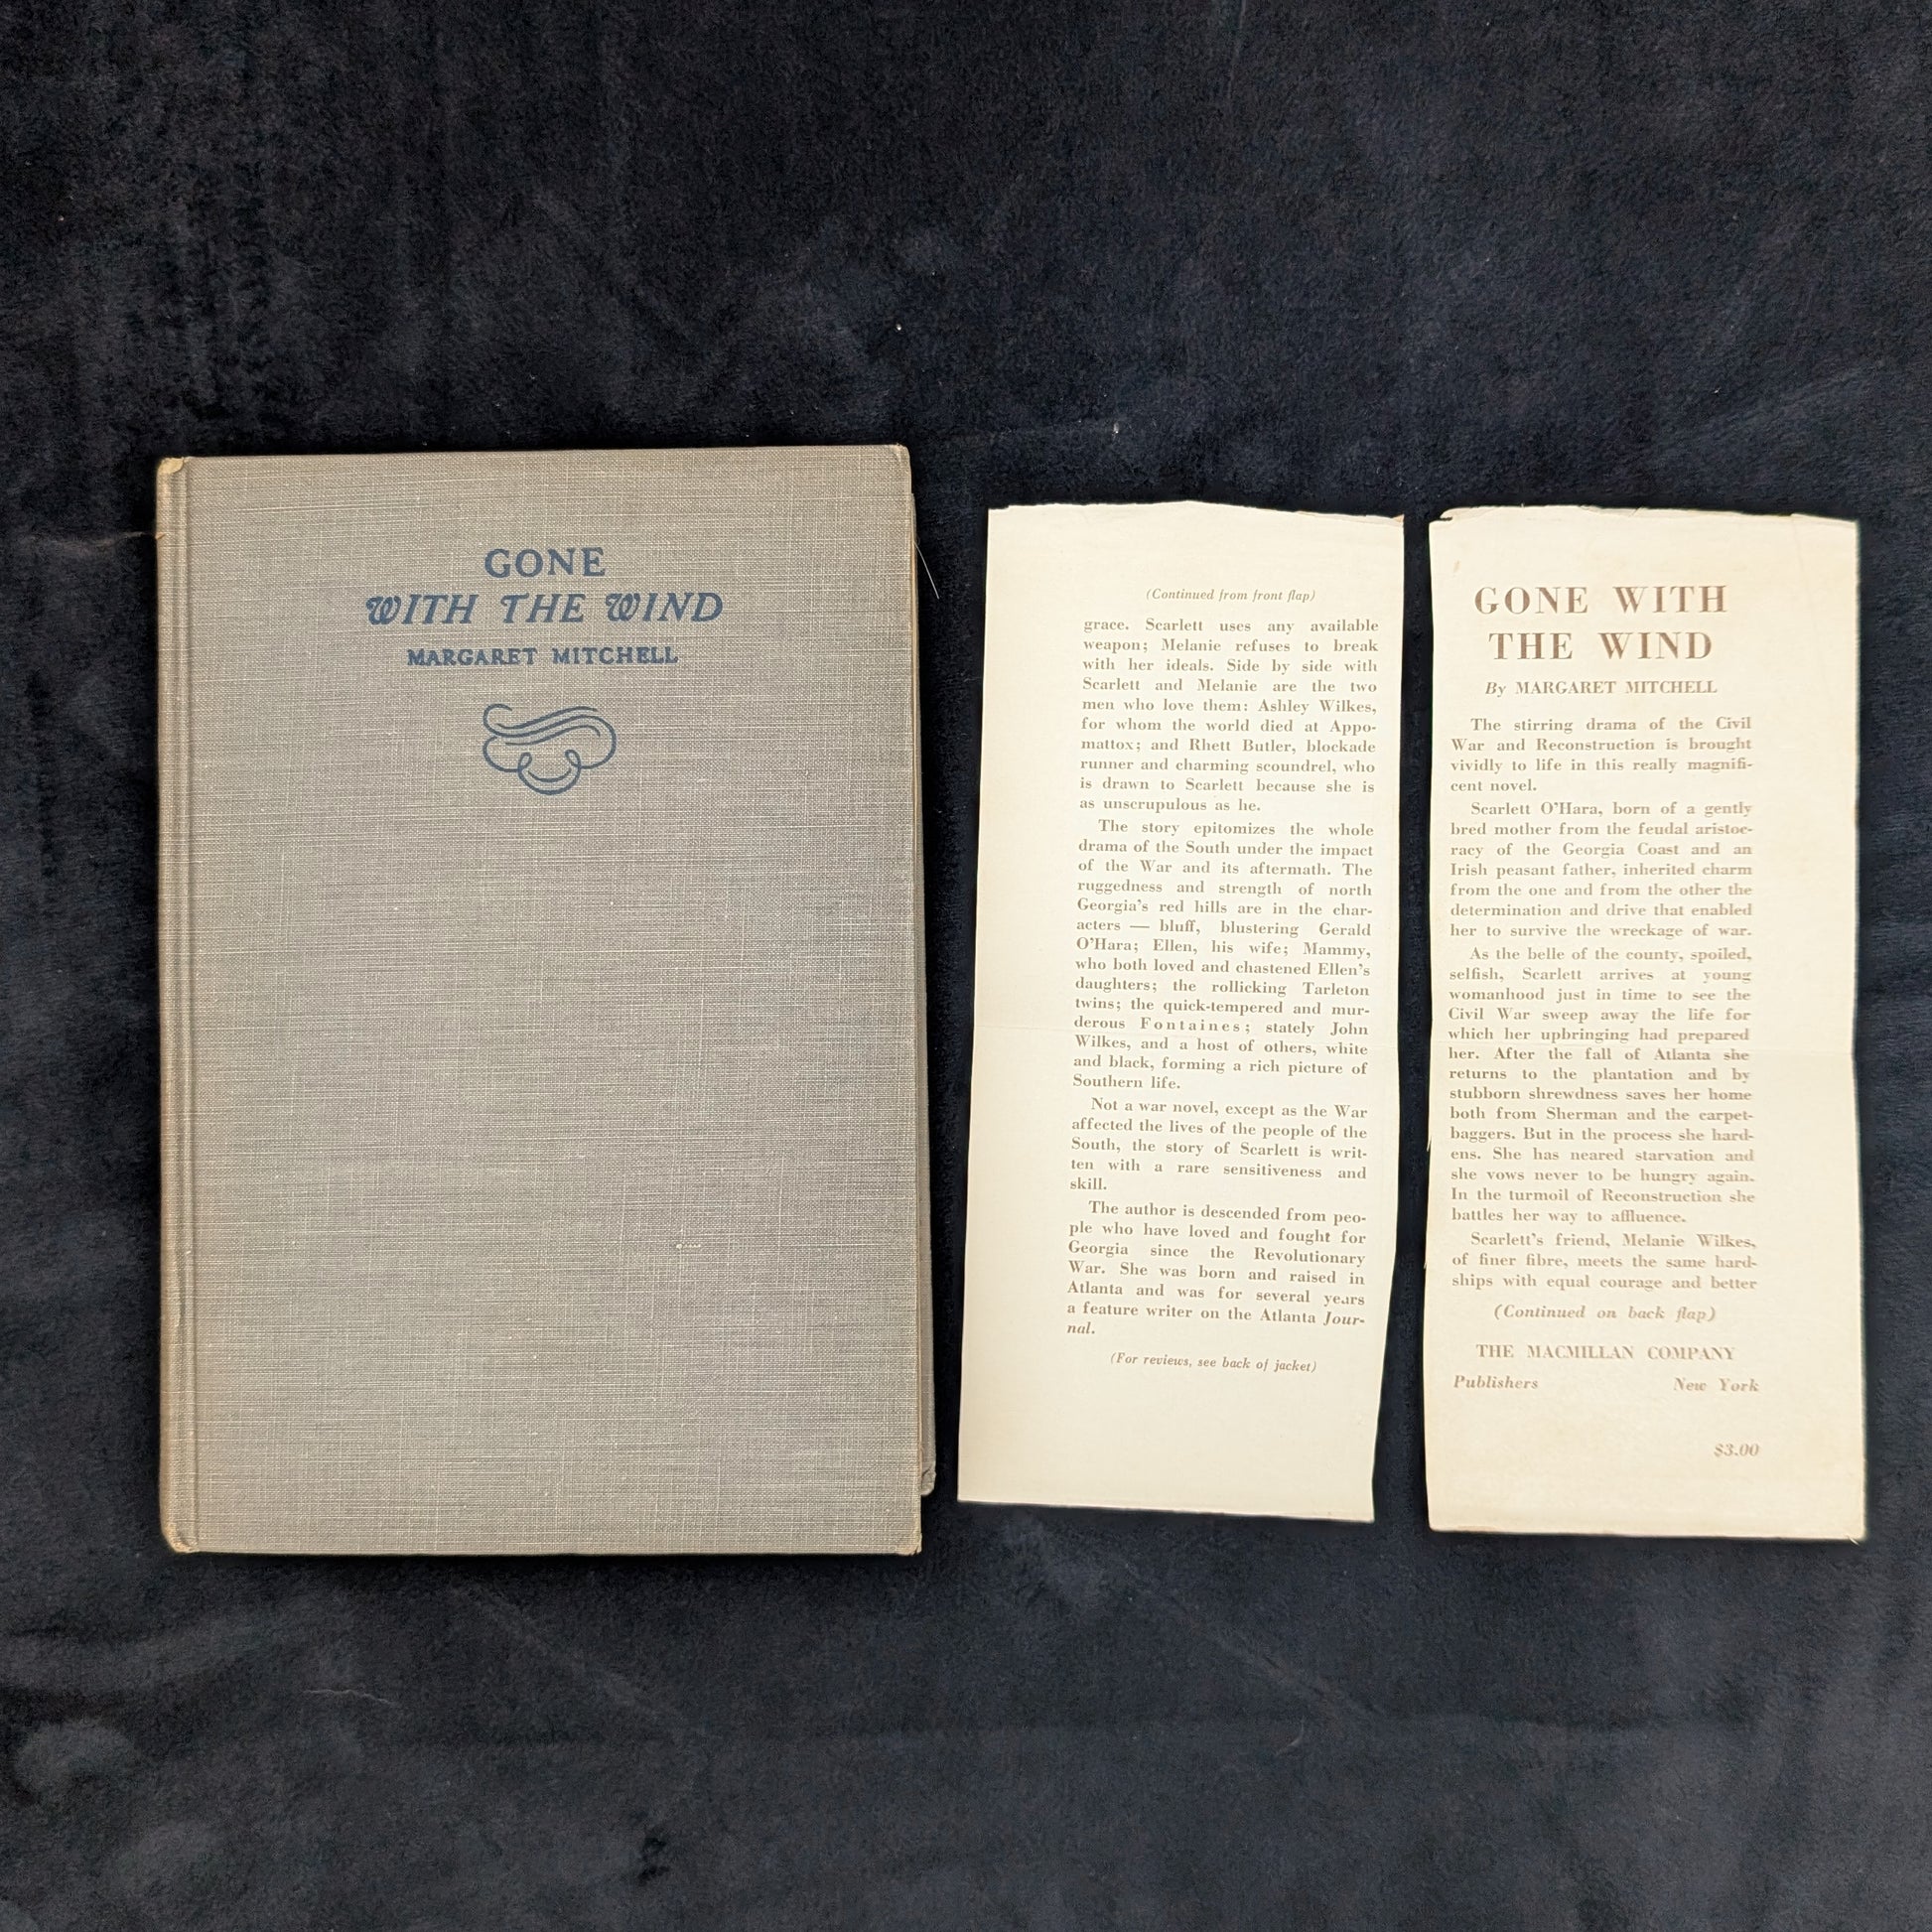 GONE
WITH THE WIND
MARGARET MITCHELL
(Continued from front flap)
grace. Scarlett uses any available
weapon; Melanie refuses to break
with her ideals. Side by side with
Scarlett and Melanie are the two
men who love them: Ashley Wilkes,
for whom the world died at Appo-
mattox; and Rhett Butler, blockade
runner and charming scoundrel, who
is drawn to Scarlett because she is
as unscrupulous as he.
The story epitomizes the whole
drama of the South under the impact
of the War and its aftermath. The
ruggedness and strength of north
Georgia's red hills are in the char-
acters — bluff, blustering Gerald
O'Hara; Ellen, his wife; Mammy,
who both loved and chastened Ellen's
daughters; the rollicking Tarleton
twins; the quick-tempered and mur-
derous Fontaines; stately John
Wilkes, and a host of others, white
and black, forming a rich picture of
Southern life.
Not a war novel, except as the War
affected the lives of the people of the
South, the story of Scarlett is writ-
ten with a rare sensitiveness and
skill.
The author is descended from peo-
ple who have loved and fought for
Georgia since the Revolutionary
War. She was born and raised in
Atlanta and was for several years
a feature writer on the Atlanta Jour-
nal.
(For reviews, see back of jacket)
GONE WITH
THE WIND
By MARGARET MITCHELL
The stirring drama of the Civil
War and Reconstruction is brought
vividly to life in this really magnifi-
cent novel.
Scarlett O'Hara, born of a gently
bred mother from the feudal aristoc-
racy of the Georgia Coast and an
Irish peasant father, inherited charm
from the one and from the other the
determination and drive that enabled
her to survive the wreckage of war.
As the belle of the county, spoiled,
selfish, Scarlett arrives at young
womanhood just in time to see the
Civil War sweep away the life for
which her upbringing had prepared
her. After the fall of Atlanta she
returns to the plantation and by
stubborn shrewdness saves her home
both from Sherman and the carpet-
baggers. But in the process she hard-
ens. She has neared starvation and
she vows never to be hungry again.
In the turmoil of Reconstruction she
battles her way to affluence.
Scarlett's friend, Melanie Wilkes,
of finer fibre, meets the same hard-
ships with equal courage and better
(Continued on back flap)
THE MACMILLAN COMPANY
Publishers New York
$3.00